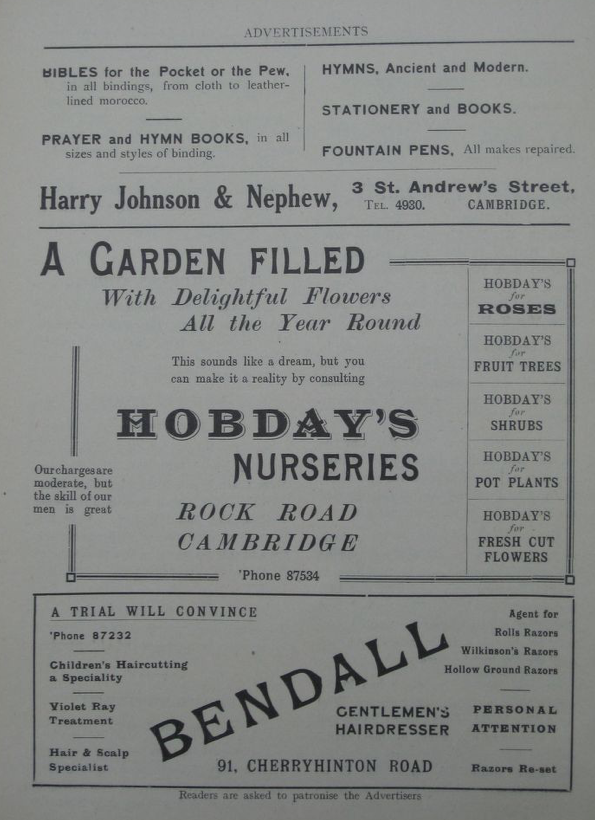 ADVERTISEMENTS
BIBLES for the Pocket or the Pew,
in all bindings, from cloth to leather-
lined morocco.
PRAYER and HYMN BOOKS, in all
sizes and styles of binding.
HYMNS, Ancient and Modern.
STATIONERY and BOOKS.
FOUNTAIN PENS, All makes repaired.
Harry Johnson & Nephew,
3 St. Andrew's Street,
TEL. 4930. CAMBRIDGE.
A GARDEN FILLED
With Delightful Flowers
All the Year Round
This sounds like a dream, but you
can make it a reality by consulting
HOBDAY'S
NURSERIES
Our charges are
moderate, but
the skill of our
men is great
ROCK ROAD
CAMBRIDGE
'Phone 87534
HOBDAY'S
for
ROSES
HOBDAY'S
for
FRUIT TREES
HOBDAY'S
for
SHRUBS
HOBDAY'S
for
POT PLANTS
HOBDAY'S
for
FRESH CUT
FLOWERS
A TRIAL WILL CONVINCE
'Phone 87232
Children's Haircutting
a Speciality
Violet Ray
Treatment
Hair & Scalp
Specialist
BENDALL
GENTLEMEN'S
HAIRDRESSER
91, CHERRYHINTON ROAD
Agent for
Rolls Razors
Wilkinson's Razors
Hollow Ground Razors
PERSONAL
ATTENTION
Razors Re-set
Readers are asked to patronise the Advertisers